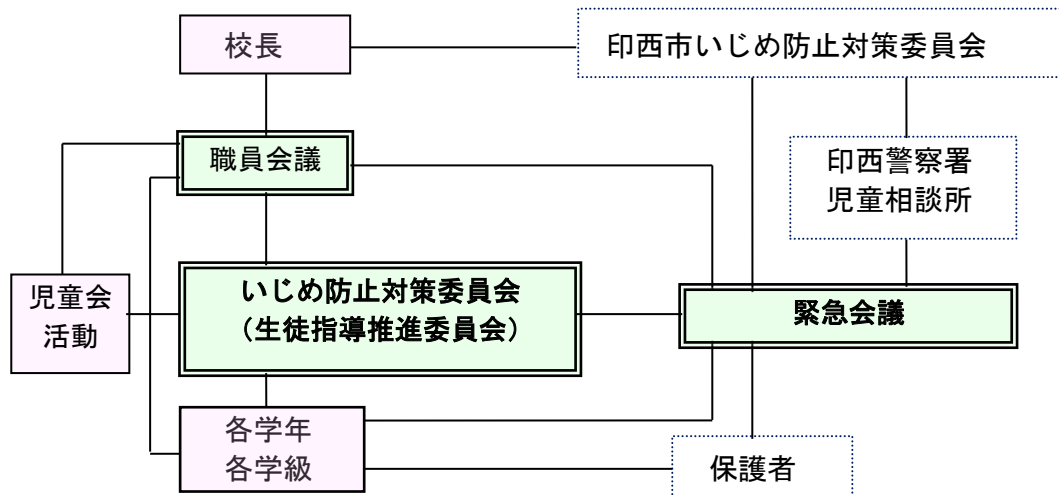 校長
印西市いじめ防止対策委員会
職員会議
印西警察署
児童相談所
児童会
活動
いじめ防止対策委員会
（生徒指導推進委員会）
緊急会議
各学年
各学級
保護者